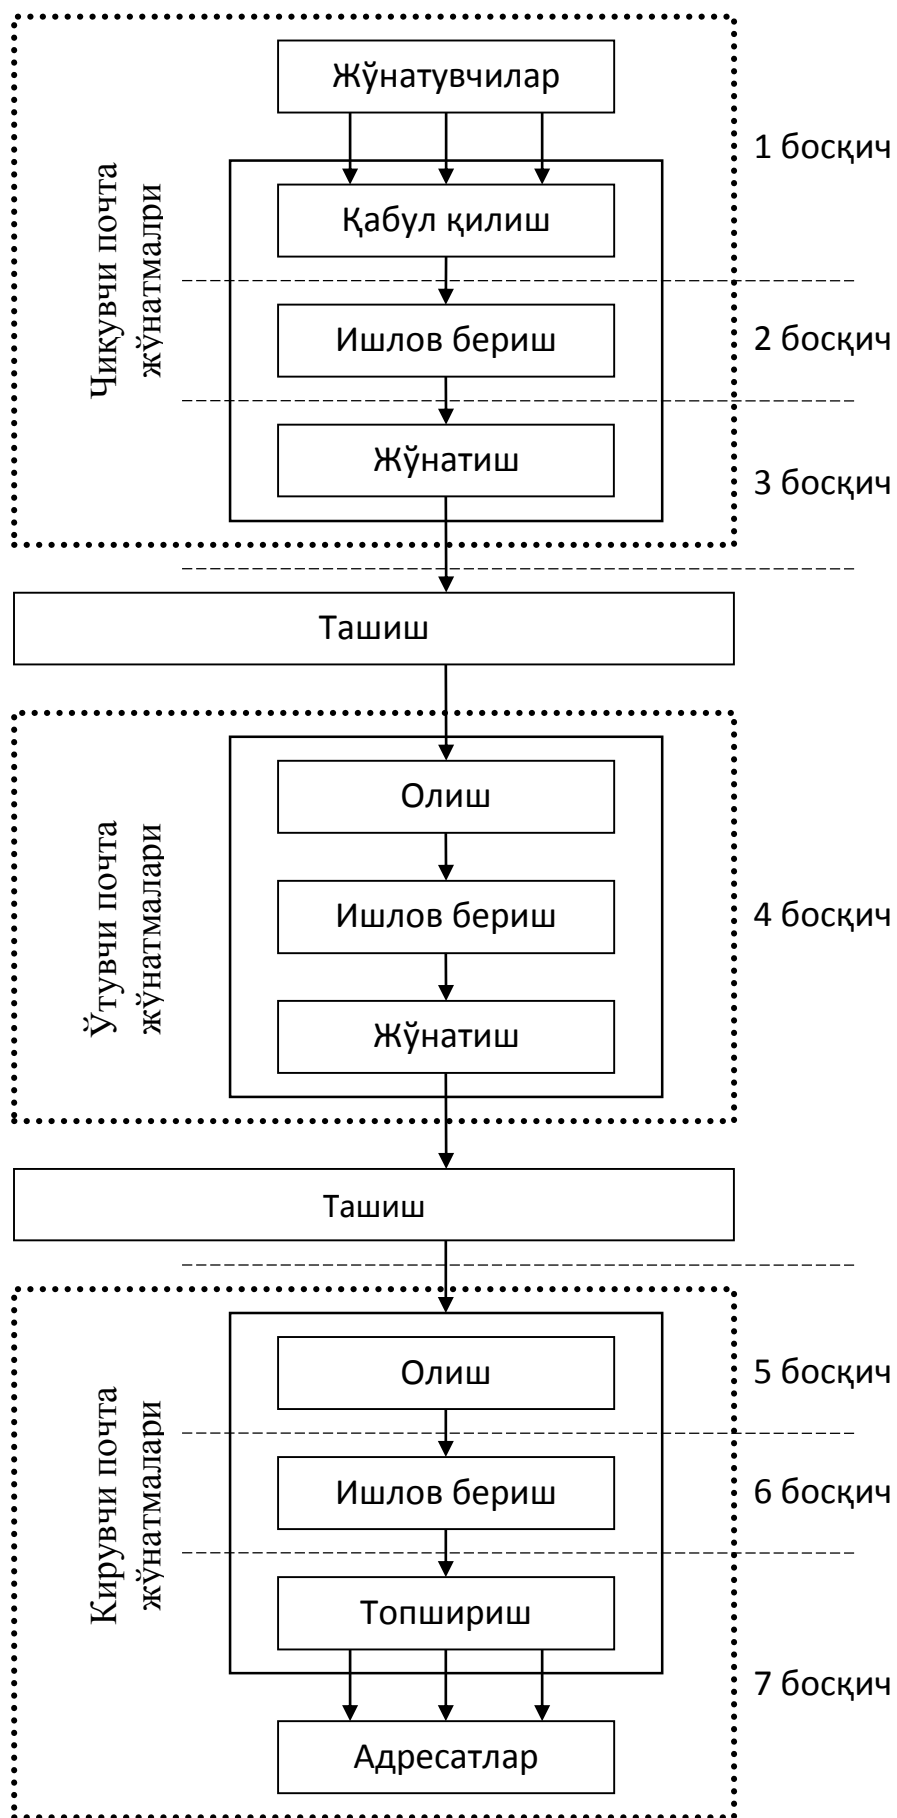 Жўнатувчилар
1 босқич
Чиқувчи почта
жўнатмалри
Қабул қилиш
Ишлов бериш
2 босқич
Жўнатиш
3 босқич
Ташиш
Ўтувчи почта
жўнатмалари
Олиш
Ишлов бериш
4 босқич
Жўнатиш
Ташиш
Кирувчи почта
жўнатмалари
Олиш
5 босқич
Ишлов бериш
6 босқич
Топшириш
7 босқич
Адресатлар